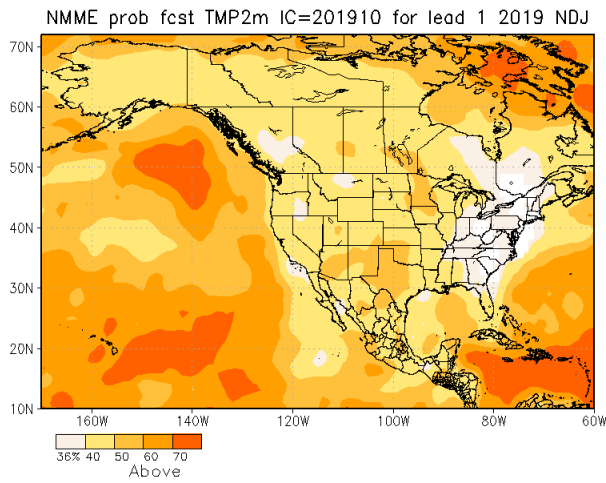 NMME prob fcst TMP2m IC=201910 for lead 1 2019 NDJ
70N
60N
50N
40N
30N
20N
10N
160W 140W 120W 100W 80W 60W
36% 40 50 60 70
Above